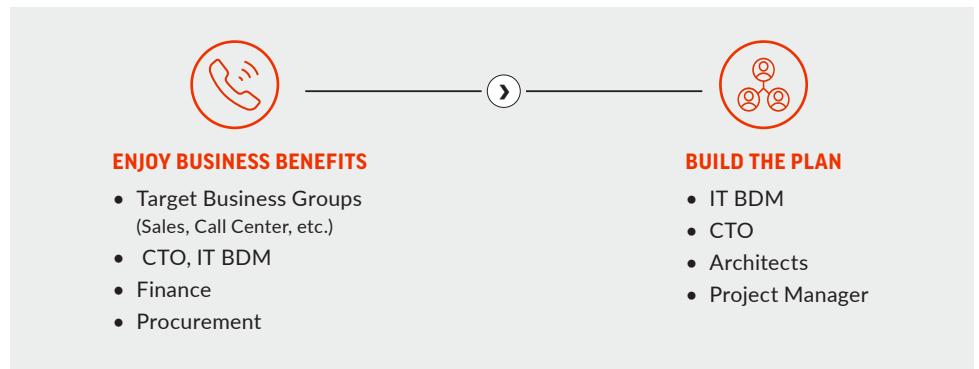 ENJOY BUSINESS BENEFITS
• Target Business Groups
(Sales, Call Center, etc.)
• CTO, IT BDM
• Finance
• Procurement
BUILD THE PLAN
• IT BDM
• CTO
• Architects
• Project Manager